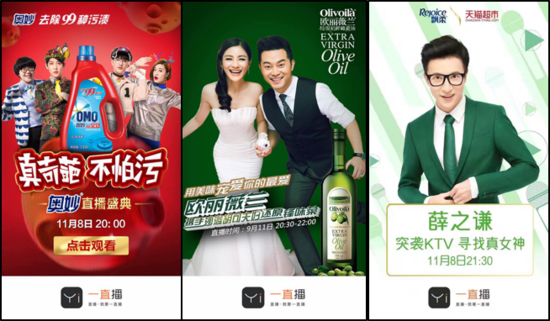 奥妙 去除99种污渍
99
OMO
奥妙
真奇葩 不怕污
奥妙 直播盛典
11月8日 20:00
点击观看
一直播
Olivoilà
欧丽薇兰
EXTRA
VIRGIN
Olive
Oil
用美味宠爱你的最爱
欧丽薇兰
直播时间:9月11日 20:30-22:00
Olivoilà
一直播
Rejoice
飘柔
天猫超市
薛之谦
突袭KTV 寻找真女神
11月8日21:30
一直播